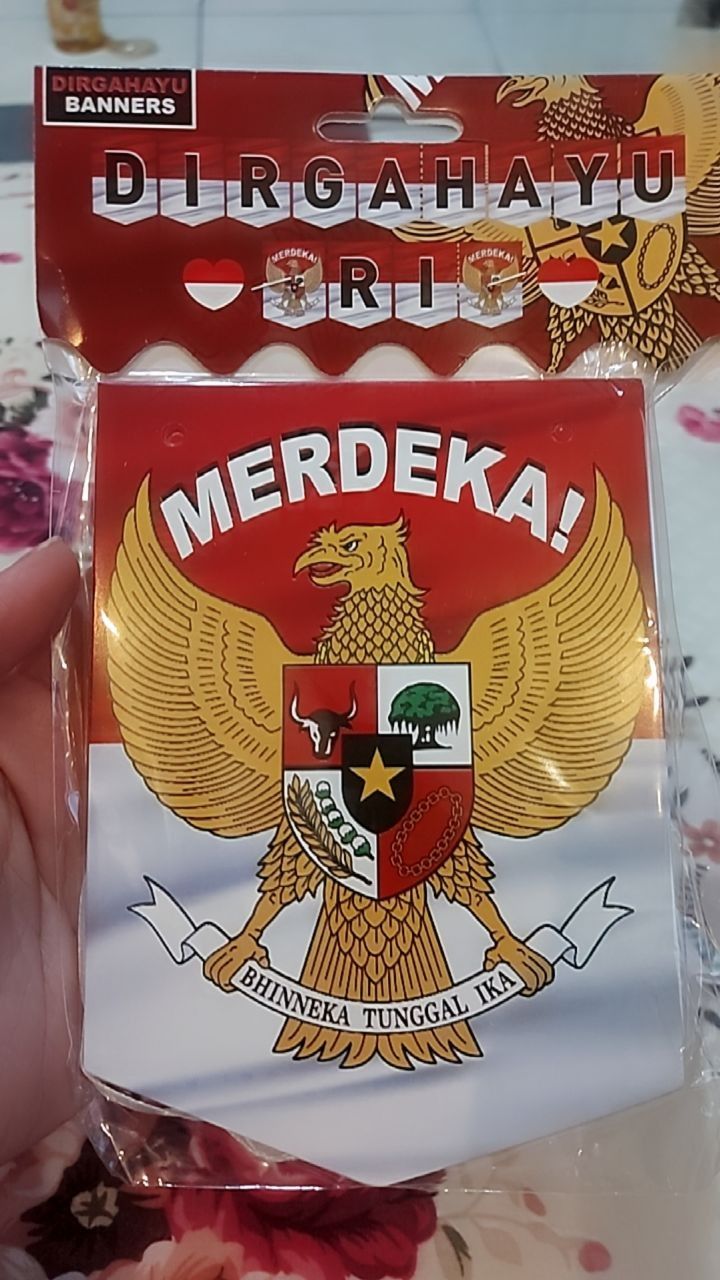 DIRGAHAYU
BANNERS
DIRGAHAYU
MERDEKA! RI MERDEKA!
MERDEKA!
BHINNEKA TUNGGAL IKA